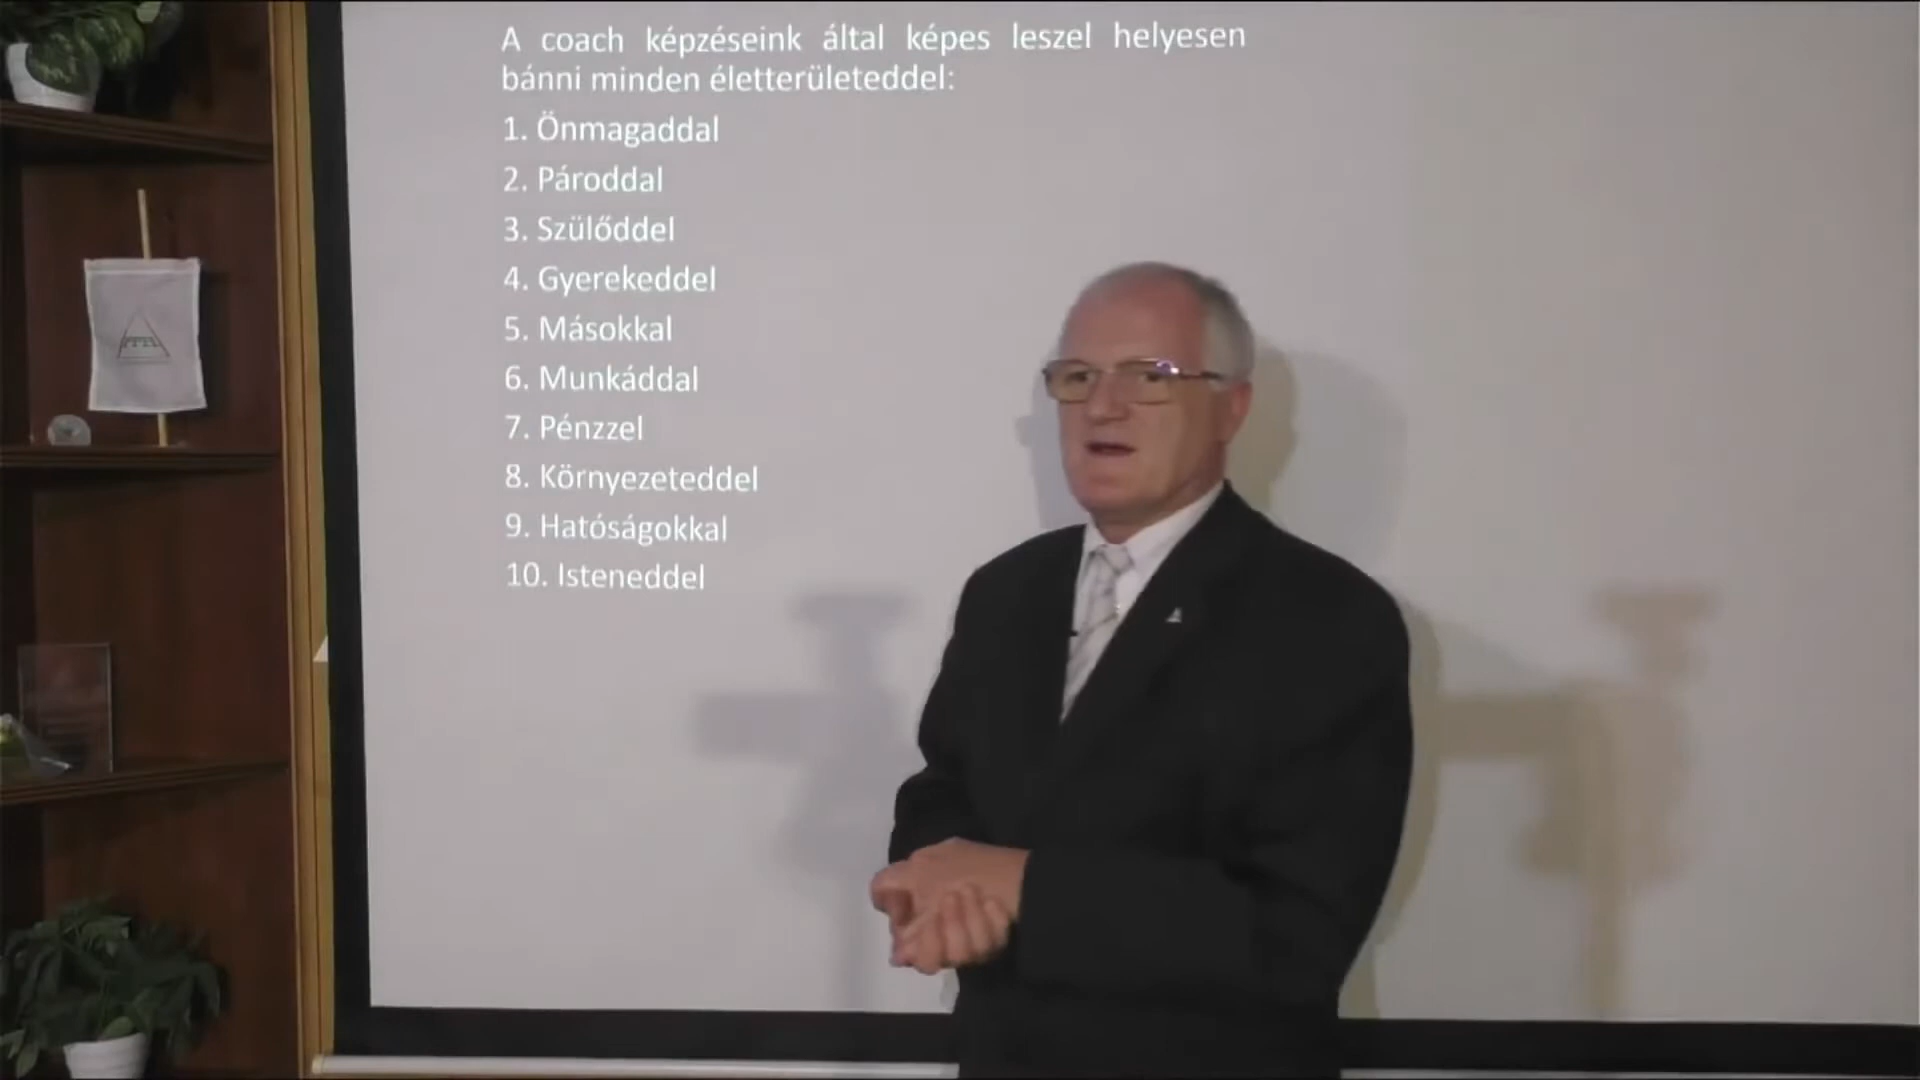 A coach képzéseink által képes leszel helyesen
bánni minden életterületeddel:
1. Önmagaddal
2. Pároddal
3. Szülőddel
4. Gyerekeddel
5. Másokkal
6. Munkáddal
7. Pénzzel
8. Környezeteddel
9. Hatóságokkal
10. Isteneddel